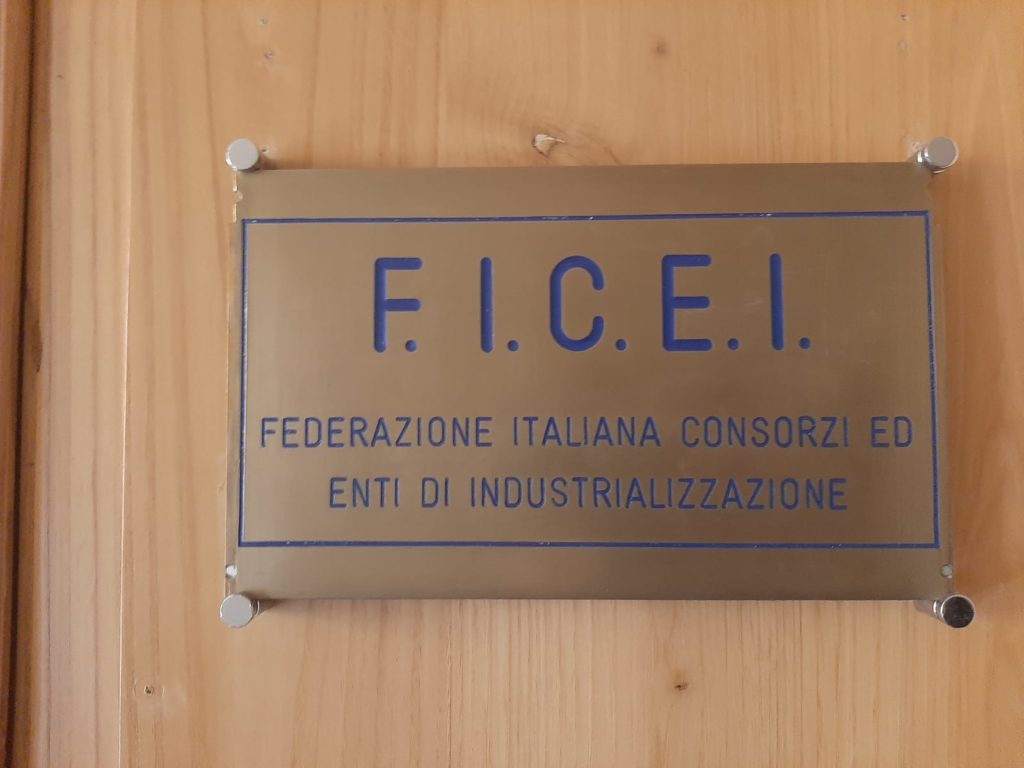 F. I. C. E. I.
FEDERAZIONE ITALIANA CONSORZI ED
ENTI DI INDUSTRIALIZZAZIONE